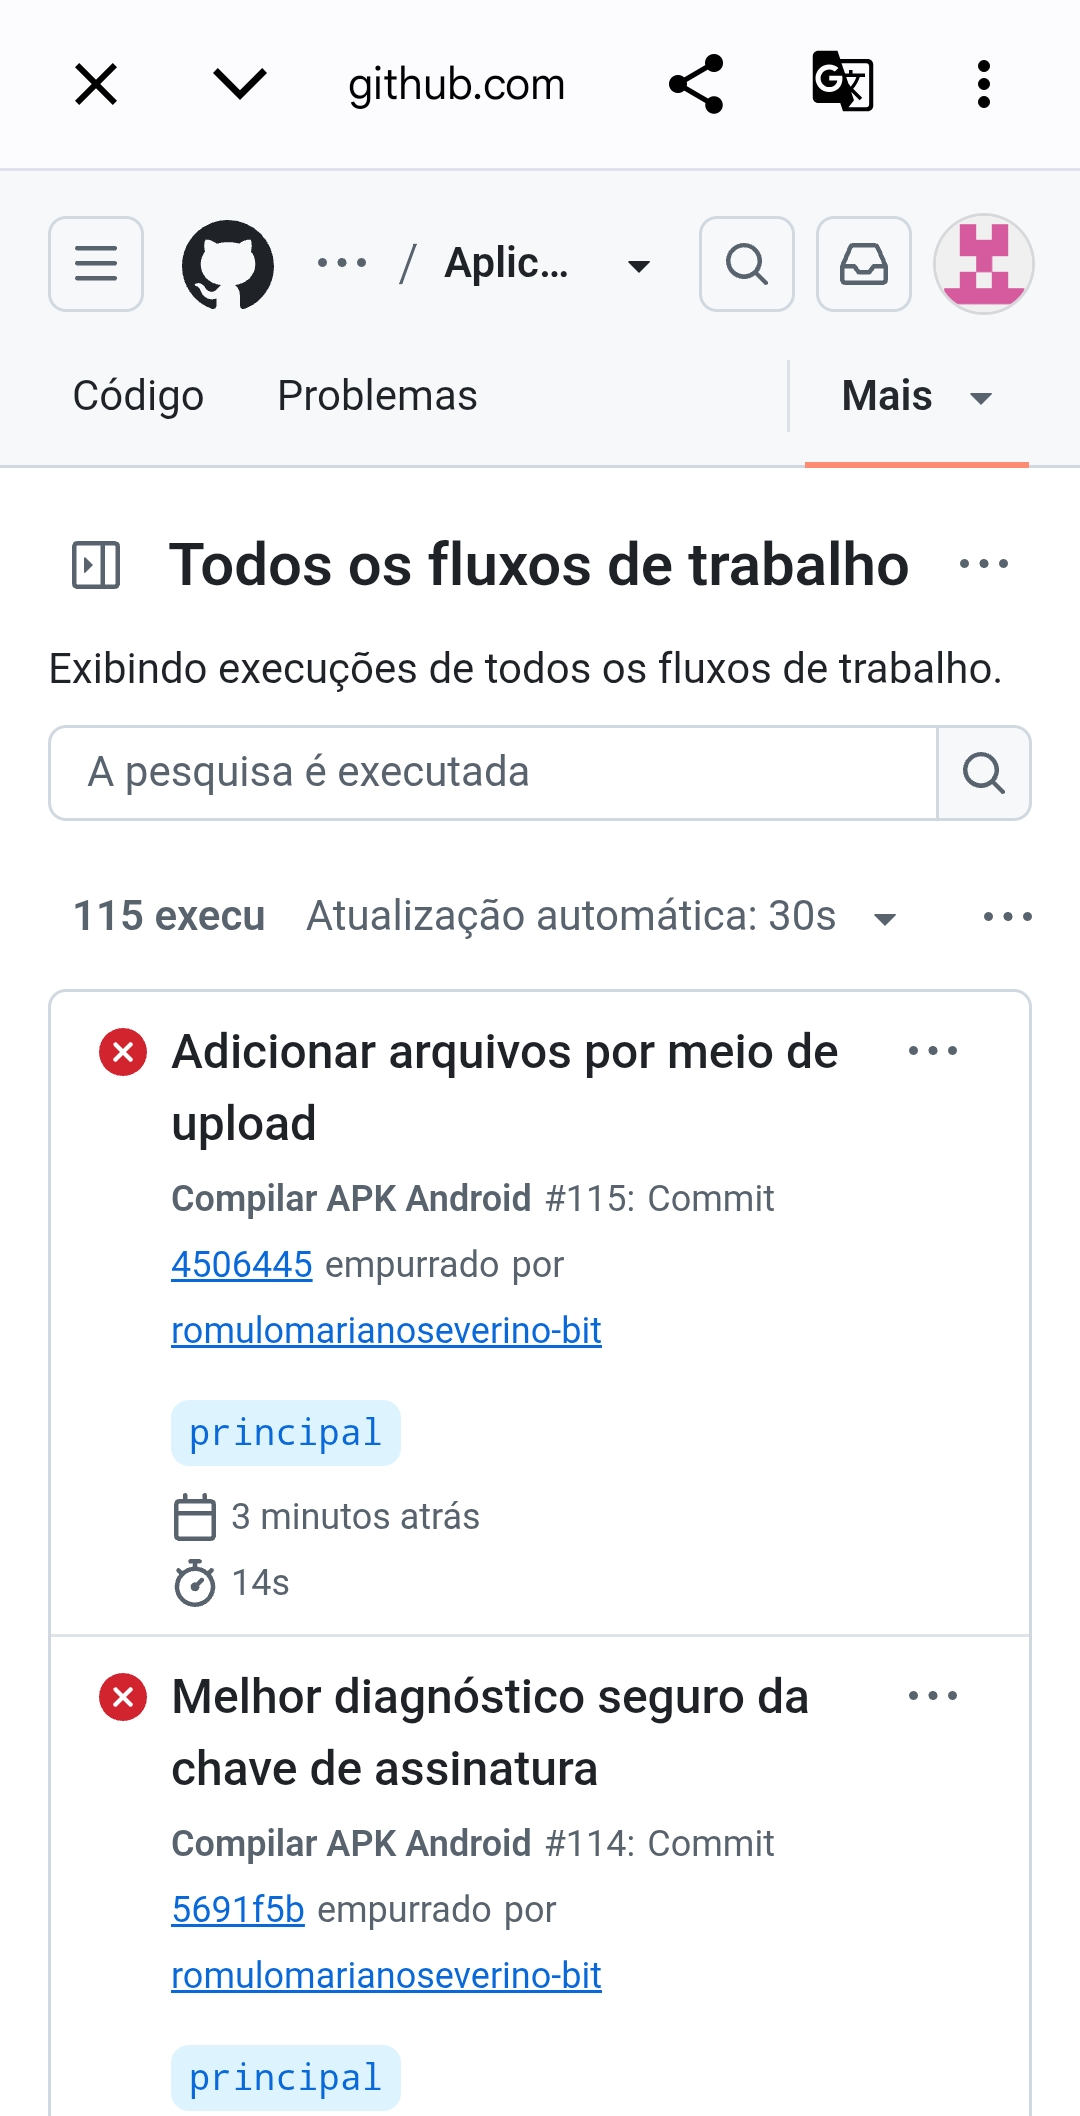 github.com
... / Aplic...
Código Problemas Mais
Todos os fluxos de trabalho
Exibindo execuções de todos os fluxos de trabalho.
A pesquisa é executada
115 execu Atualização automática: 30s
Adicionar arquivos por meio de
upload
Compilar APK Android #115: Commit
4506445 empurrado por
romulomarianoseverino-bit
principal
3 minutos atrás
14s
Melhor diagnóstico seguro da
chave de assinatura
Compilar APK Android #114: Commit
5691f5b empurrado por
romulomarianoseverino-bit
principal